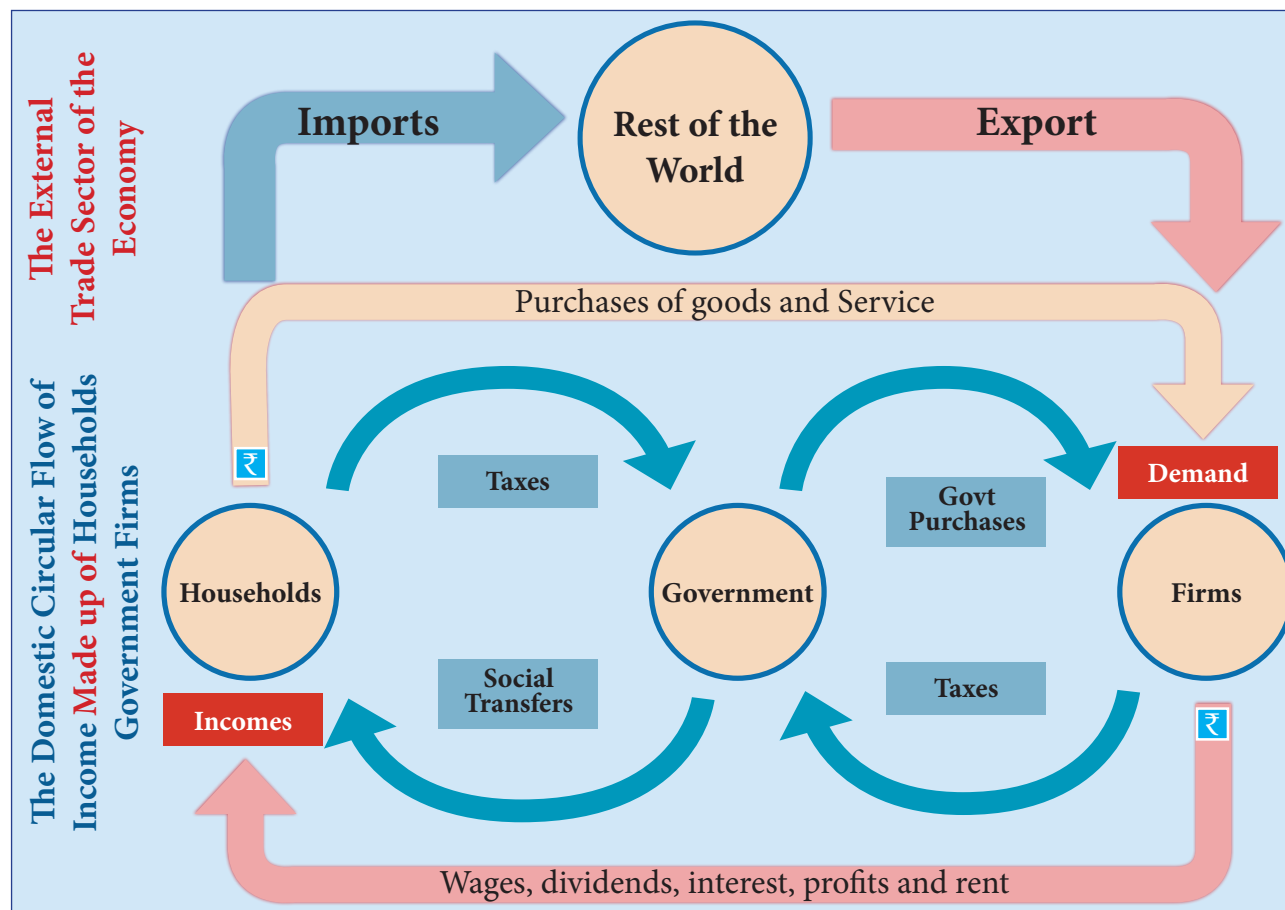 The External
Trade Sector of the
Economy
Imports
Rest of the
World
Export
Purchases of goods and Service
The Domestic Circular Flow of
Income Made up of Households
Government Firms
₹
Taxes
Govt
Purchases
Demand
Households
Government
Firms
Social
Transfers
Taxes
Incomes
₹
Wages, dividends, interest, profits and rent